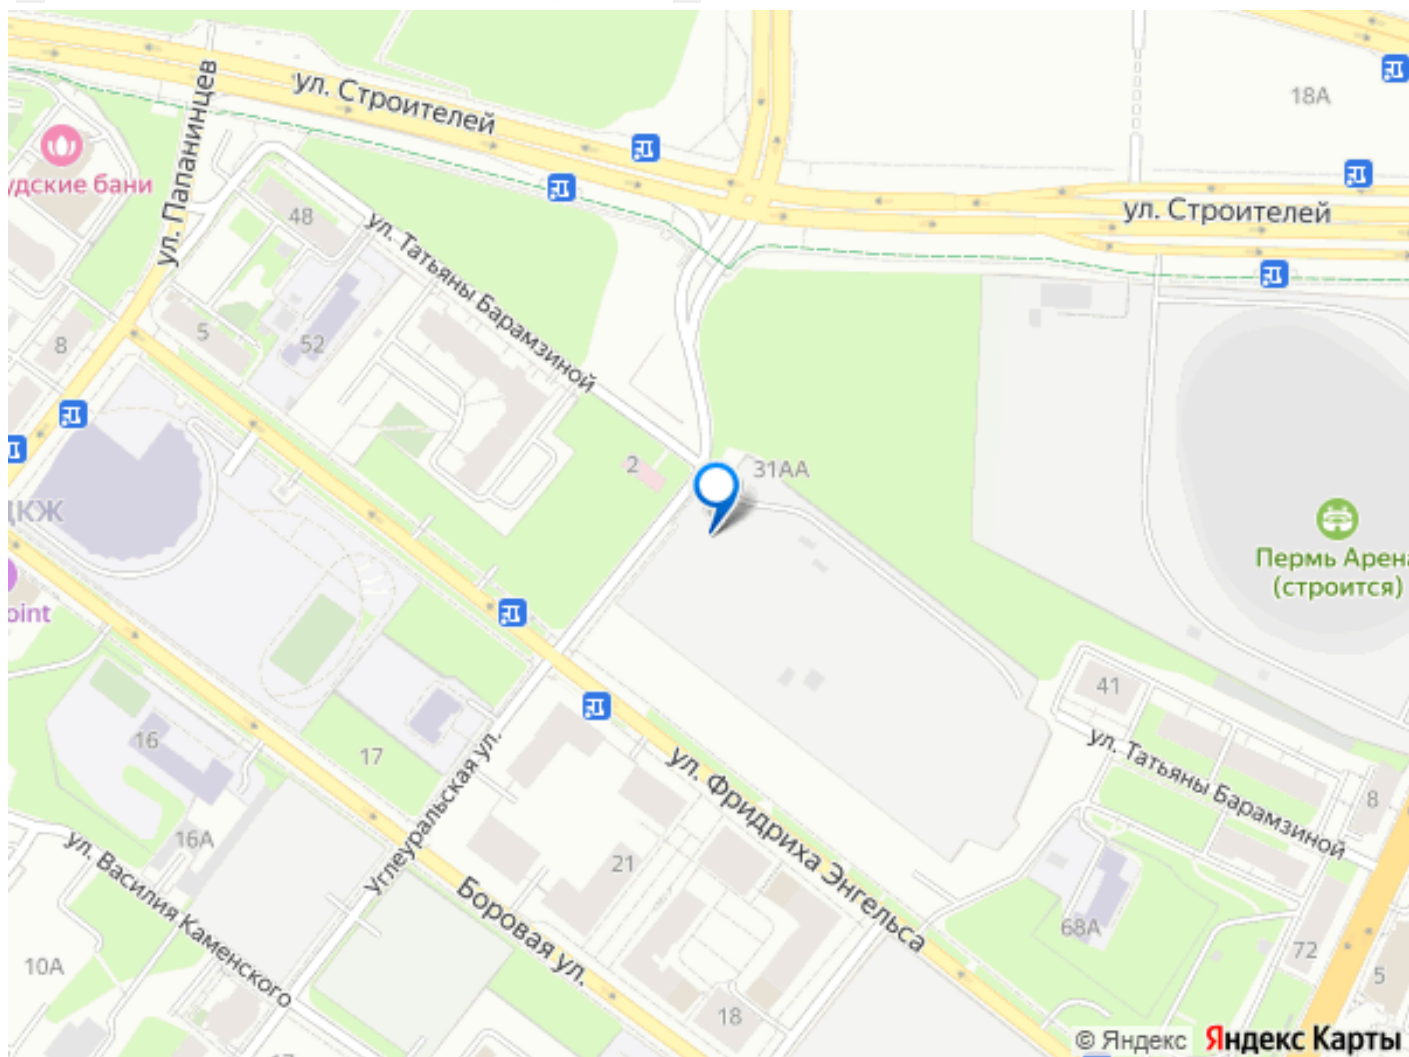 18А
ул. Строителей
ул. Папанинцев
удские бани
ул. Строителей
48
ул. Татьяны Барамзиной
5
52
8
2
31АА
ЦКЖ
Пермь Арена
(строится)
oint
41
16
17
ул. Татьяны Барамзиной
ул. Фридриха Энгельса
8
16А
Углеуральская ул.
21
ул. Василия Каменского
Боровая ул.
68А
72
10А
5
18
© Яндекс Яндекс Карты